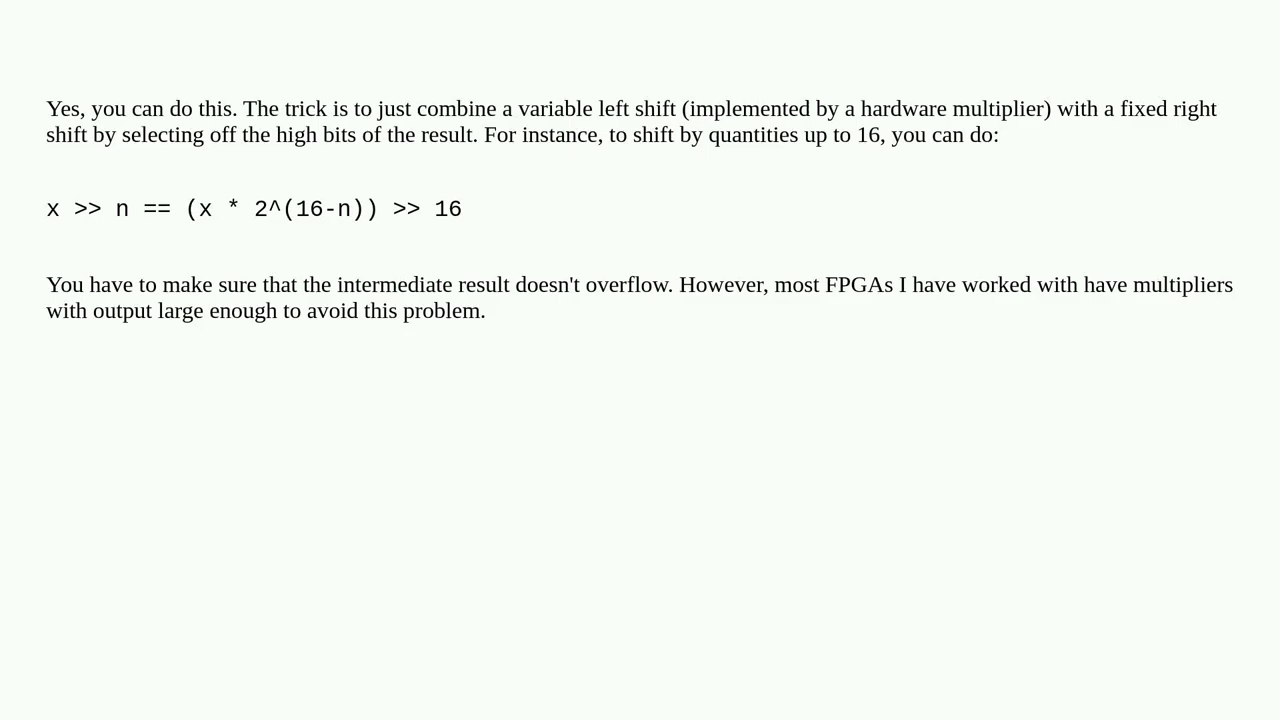 Yes, you can do this. The trick is to just combine a variable left shift (implemented by a hardware multiplier) with a fixed right
shift by selecting off the high bits of the result. For instance, to shift by quantities up to 16, you can do:
x >> n == (x * 2^(16-n)) >> 16
You have to make sure that the intermediate result doesn't overflow. However, most FPGAs I have worked with have multipliers
with output large enough to avoid this problem.